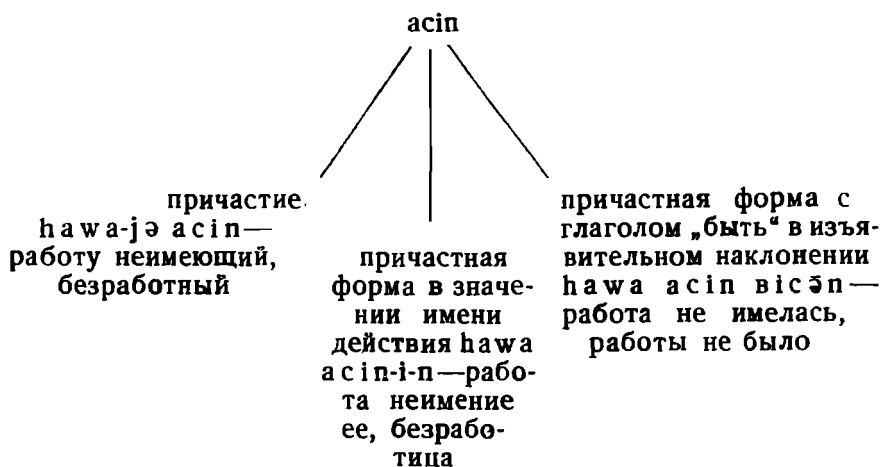 acin
причастие
hawa-jə acin—
работу неимеющий,
безработный
причастная
форма в значе-
нии имени
действия hawa
acin-i-n—рабо-
та неимение
ее, безрабо-
тица
причастная форма с
глаголом „быть“ в изъя-
вительном наклонении
hawa acin вicə̄n—
работа не имелась,
работы не было